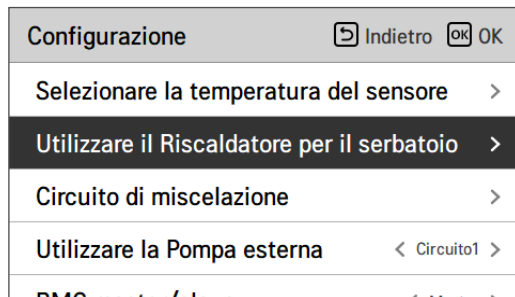 Configurazione Indietro OK OK
Selezionare la temperatura del sensore
Utilizzare il Riscaldatore per il serbatoio
Circuito di miscelazione
Utilizzare la Pompa esterna Circuito1